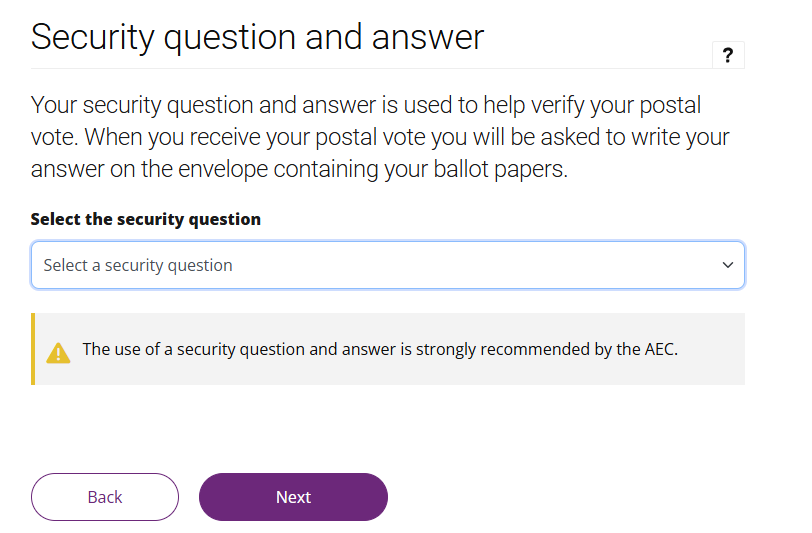 Security question and answer
?
Your security question and answer is used to help verify your postal
vote. When you receive your postal vote you will be asked to write your
answer on the envelope containing your ballot papers.
Select the security question
Select a security question
The use of a security question and answer is strongly recommended by the AEC.
Back
Next